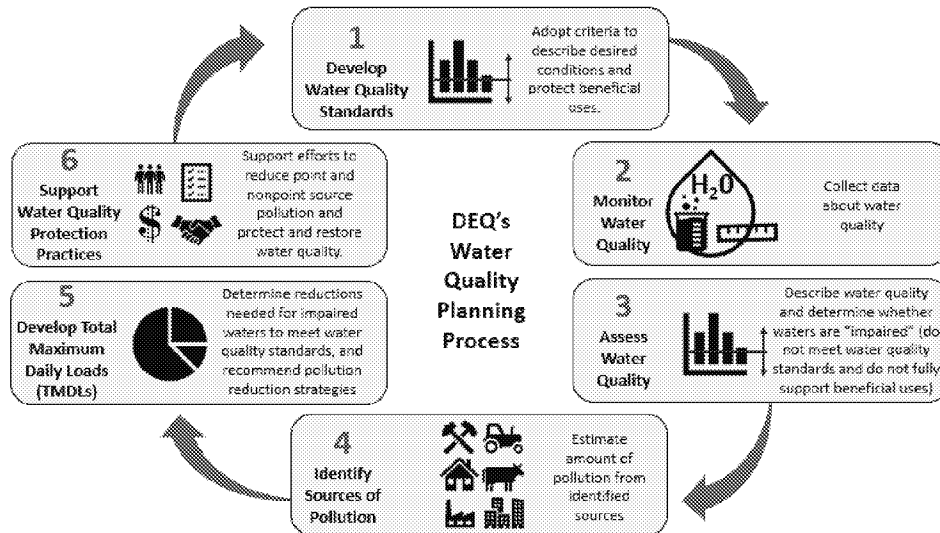 1
Develop
Water Quality
Standards
Adopt criteria to
describe desired
conditions and
protect beneficial
uses.
2
Monitor
Water
Quality
H₂0
Collect data
about water
quality
3
Assess
Water
Quality
Describe water quality
and determine whether
waters are "impaired" (do
not meet water quality
standards and do not fully
support beneficial uses)
4
Identify
Sources of
Pollution
Estimate
amount of
pollution from
identified
sources
5
Develop Total
Maximum
Daily Loads
(TMDLs)
Determine reductions
needed for impaired
waters to meet water
quality standards, and
recommend pollution
reduction strategies
6
Support
Water Quality
Protection
Practices
$
Support efforts to
reduce point and
nonpoint source
pollution and
protect and restore
water quality.
DEQ's
Water
Quality
Planning
Process